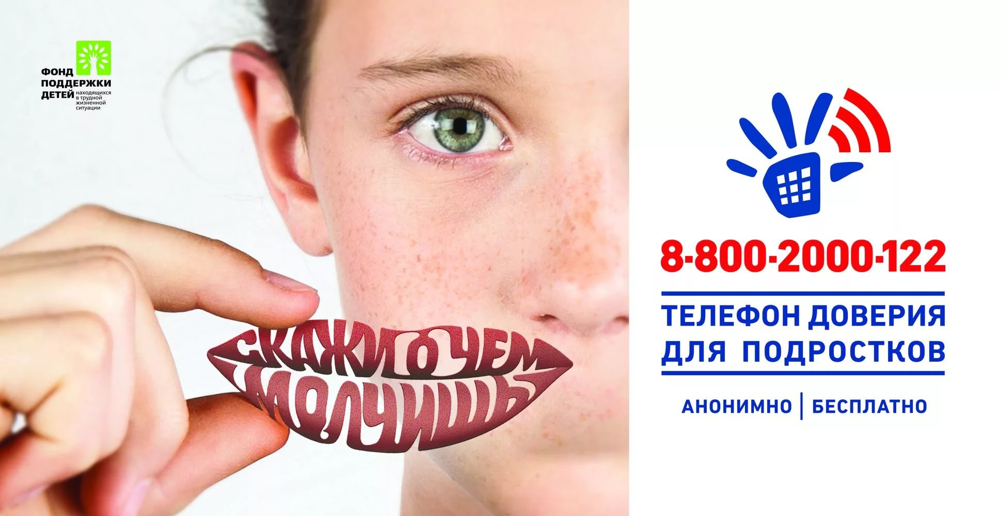 ФОНД
ПОДДЕРЖКИ
ДЕТЕЙ
находящихся
в трудной
жизненной
ситуации
СКАЖИ О ЧЕМ
МОЛЧИШЬ
8-800-2000-122
ТЕЛЕФОН ДОВЕРИЯ
ДЛЯ ПОДРОСТКОВ
АНОНИМНО | БЕСПЛАТНО